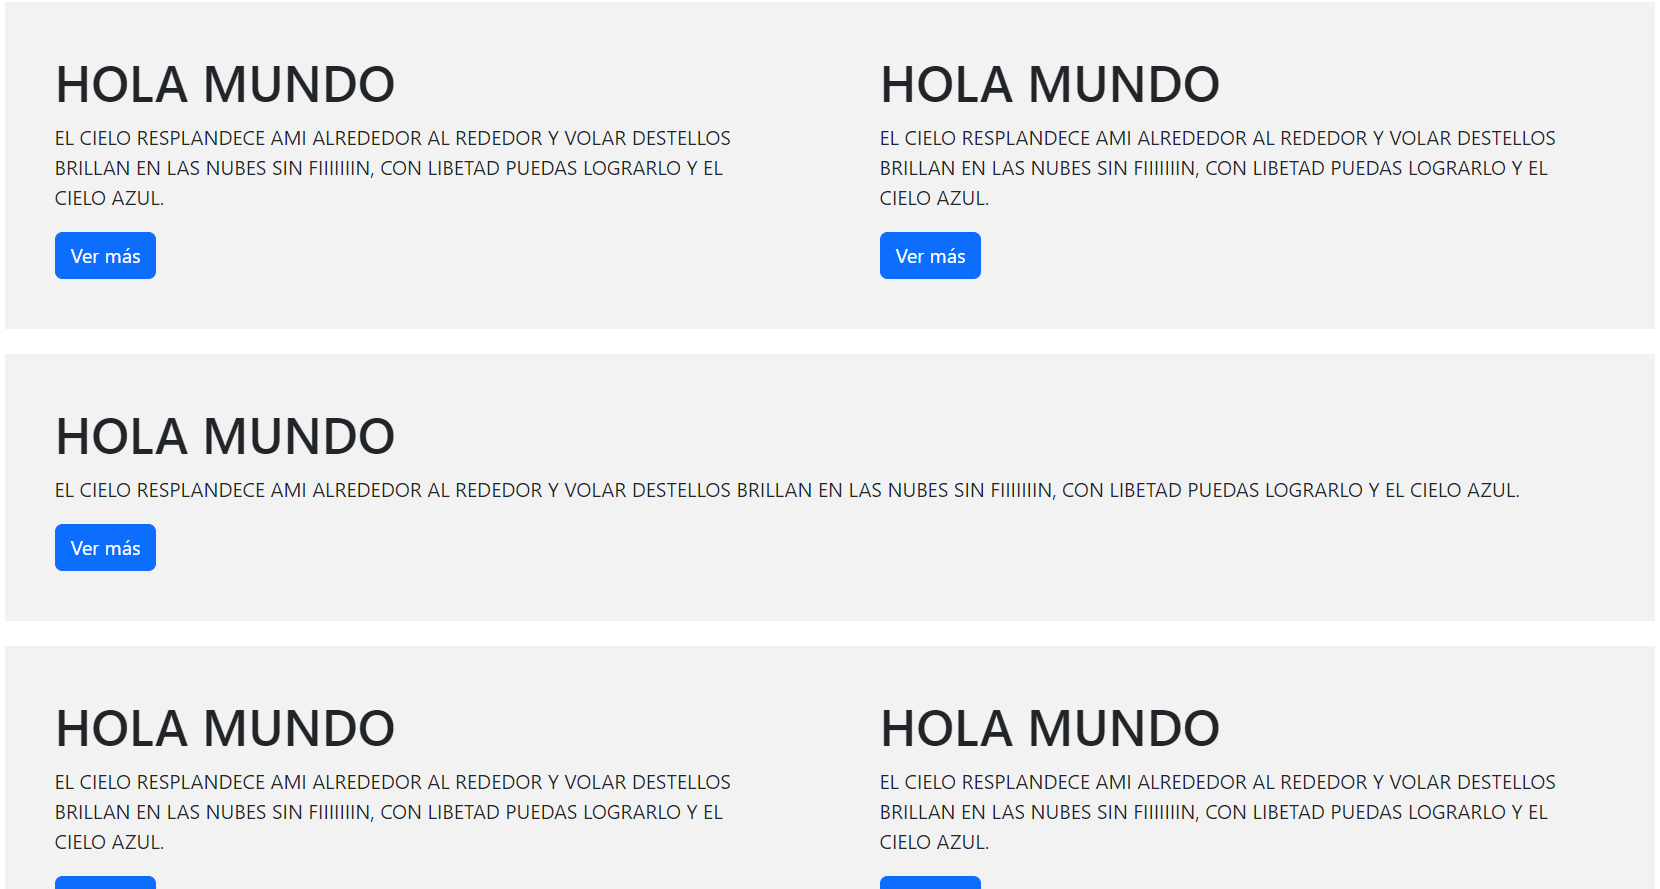 HOLA MUNDO
EL CIELO RESPLANDECE AMI ALREDEDOR AL REDEDOR Y VOLAR DESTELLOS
BRILLAN EN LAS NUBES SIN FIIIIIIIN, CON LIBETAD PUEDAS LOGRARLO Y EL
CIELO AZUL.
Ver más
HOLA MUNDO
EL CIELO RESPLANDECE AMI ALREDEDOR AL REDEDOR Y VOLAR DESTELLOS
BRILLAN EN LAS NUBES SIN FIIIIIIIN, CON LIBETAD PUEDAS LOGRARLO Y EL
CIELO AZUL.
Ver más
HOLA MUNDO
EL CIELO RESPLANDECE AMI ALREDEDOR AL REDEDOR Y VOLAR DESTELLOS BRILLAN EN LAS NUBES SIN FIIIIIIIN, CON LIBETAD PUEDAS LOGRARLO Y EL CIELO AZUL.
Ver más
HOLA MUNDO
EL CIELO RESPLANDECE AMI ALREDEDOR AL REDEDOR Y VOLAR DESTELLOS
BRILLAN EN LAS NUBES SIN FIIIIIIIN, CON LIBETAD PUEDAS LOGRARLO Y EL
CIELO AZUL.
HOLA MUNDO
EL CIELO RESPLANDECE AMI ALREDEDOR AL REDEDOR Y VOLAR DESTELLOS
BRILLAN EN LAS NUBES SIN FIIIIIIIN, CON LIBETAD PUEDAS LOGRARLO Y EL
CIELO AZUL.